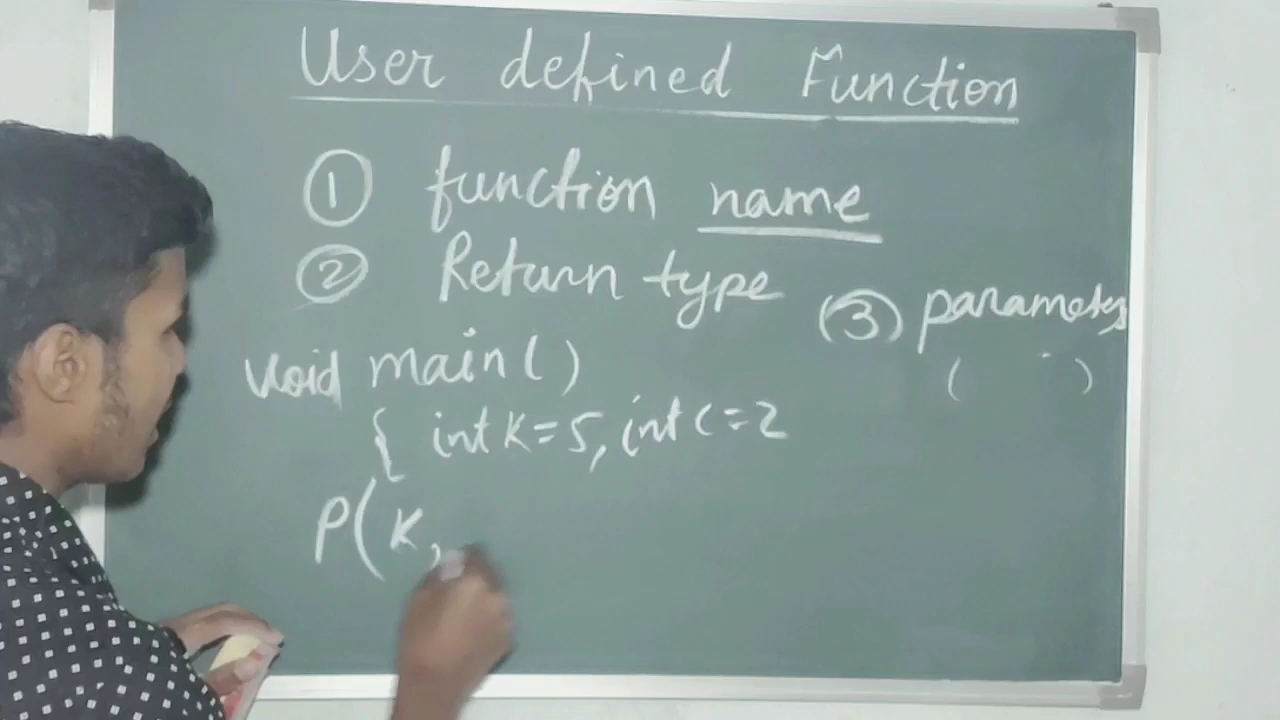 User defined Function
① function name
② Return type
(3) parameters
( )
void main()
{ int k=5, int c=2
P(k,